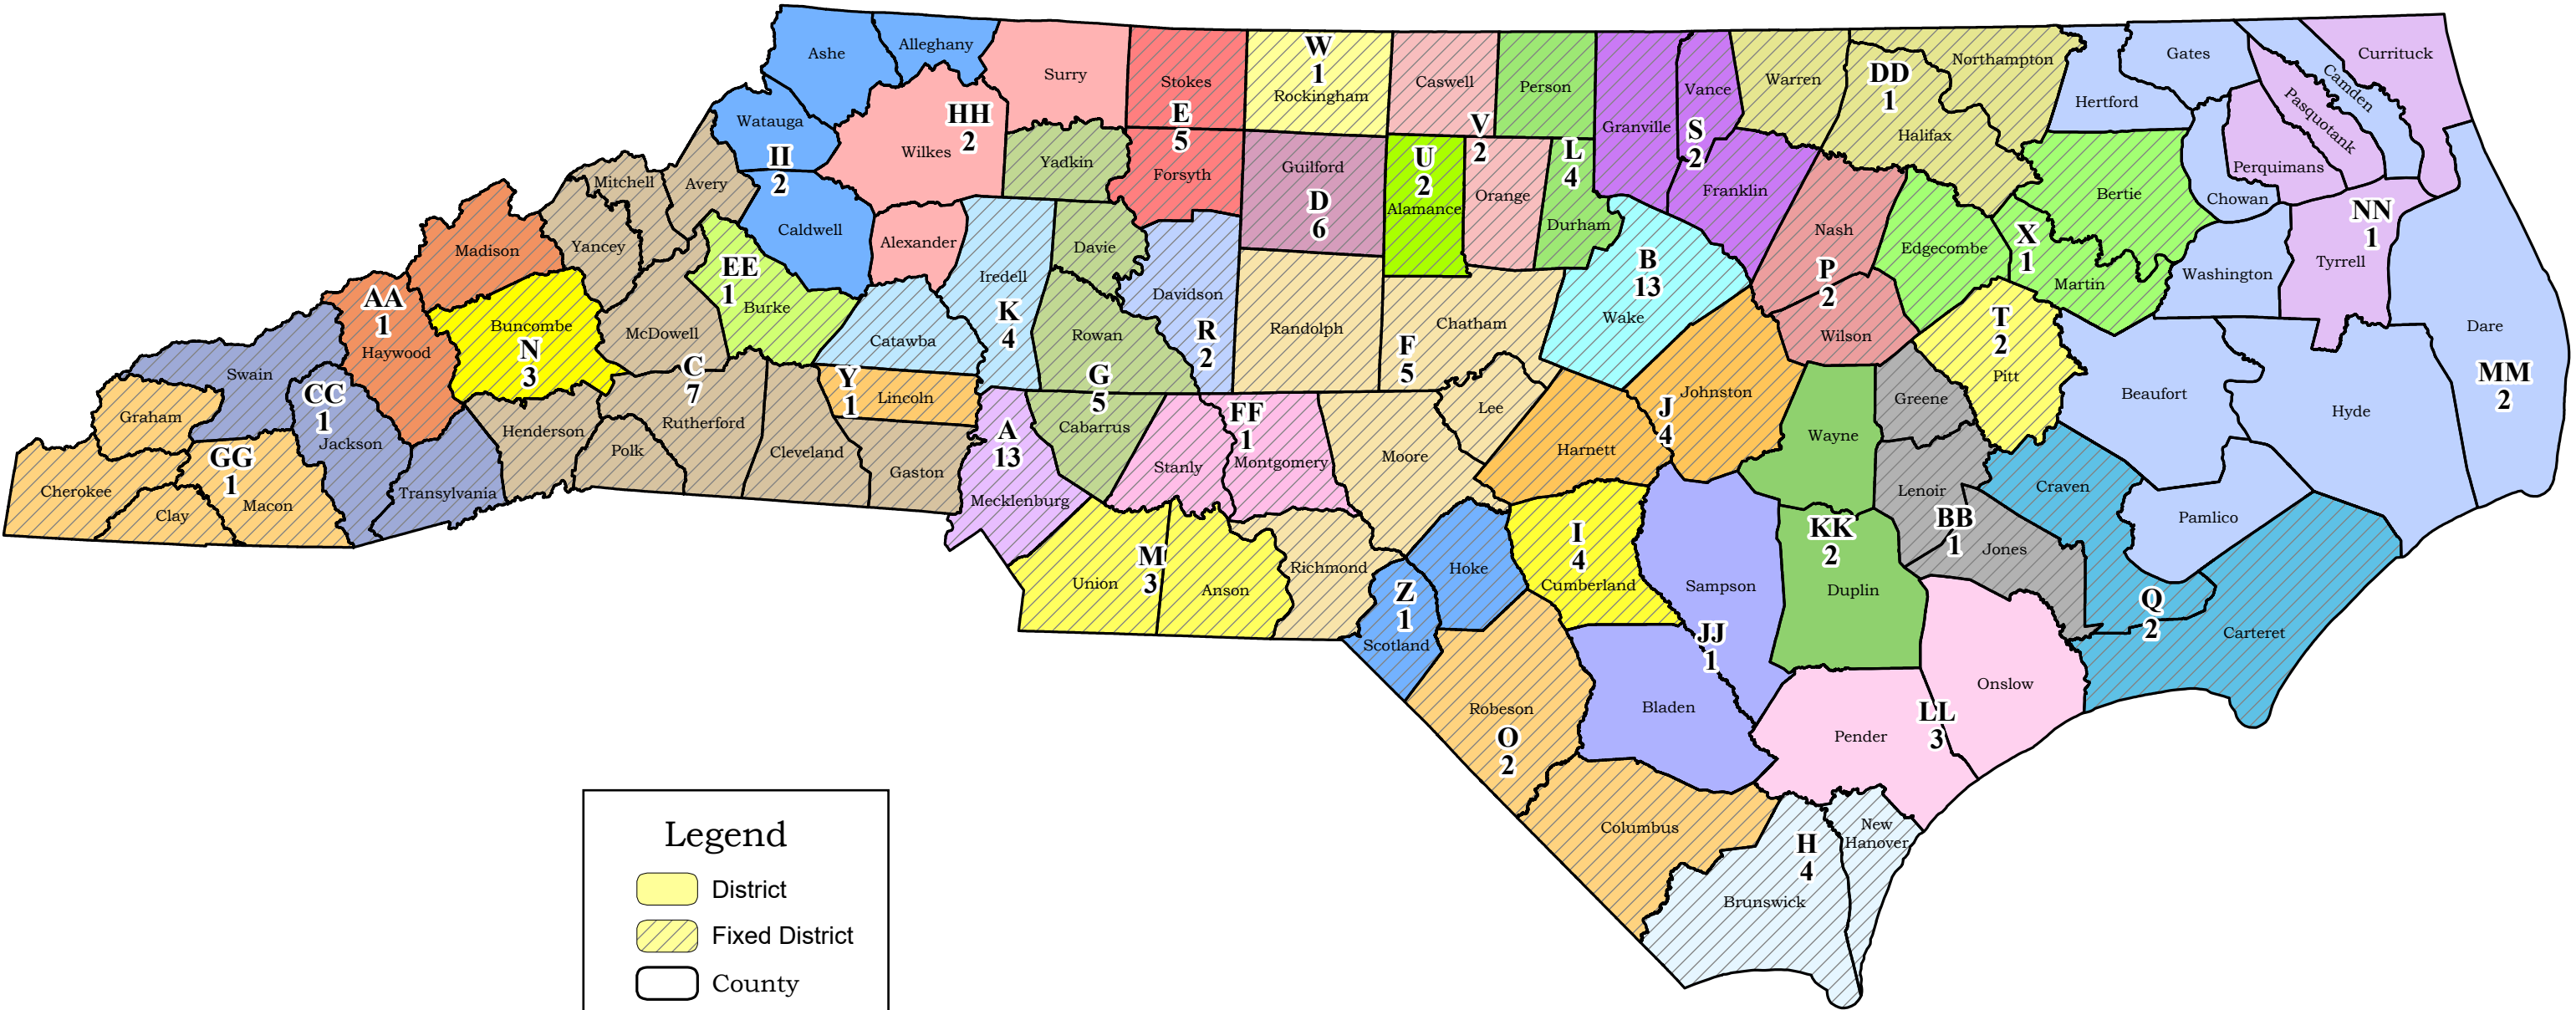 Ashe
Alleghany
Surry
Stokes
E
5
Forsyth
W
1
Rockingham
Caswell
V
2
Orange
Person
L
4
Durham
Granville
Vance
S
2
Franklin
Warren
DD
1
Halifax
Northampton
Hertford
Gates
Camden
Currituck
Pasquotank
Perquimans
Chowan
Bertie
X
1
Martin
NN
1
Tyrrell
Washington
Dare
MM
2
Watauga
II
2
Caldwell
HH
2
Wilkes
Yadkin
Guilford
D
6
U
2
Alamance
Mitchell
Avery
Yancey
Madison
Alexander
Iredell
K
4
Davie
Davidson
R
2
Randolph
Chatham
F
5
B
13
Wake
Nash
P
2
Wilson
Edgecombe
T
2
Pitt
Beaufort
Hyde
AA
1
Haywood
Buncombe
N
3
McDowell
C
7
EE
1
Burke
Catawba
Rowan
G
5
Cabarrus
Swain
CC
1
Jackson
Graham
Cherokee
Clay
GG
1
Macon
Transylvania
Henderson
Polk
Rutherford
Cleveland
Y
1
Lincoln
Gaston
A
13
Mecklenburg
Stanly
FF
1
Montgomery
Moore
Lee
Harnett
J
4
Johnston
Wayne
Greene
Lenoir
BB
1
Jones
Craven
Pamlico
Q
2
Carteret
M
3
Union
Anson
Richmond
Z
1
Scotland
Hoke
I
4
Cumberland
Sampson
JJ
1
Bladen
KK
2
Duplin
Onslow
LL
3
Pender
Robeson
O
2
Columbus
H
4
Brunswick
New
Hanover
Legend
District
Fixed District
County